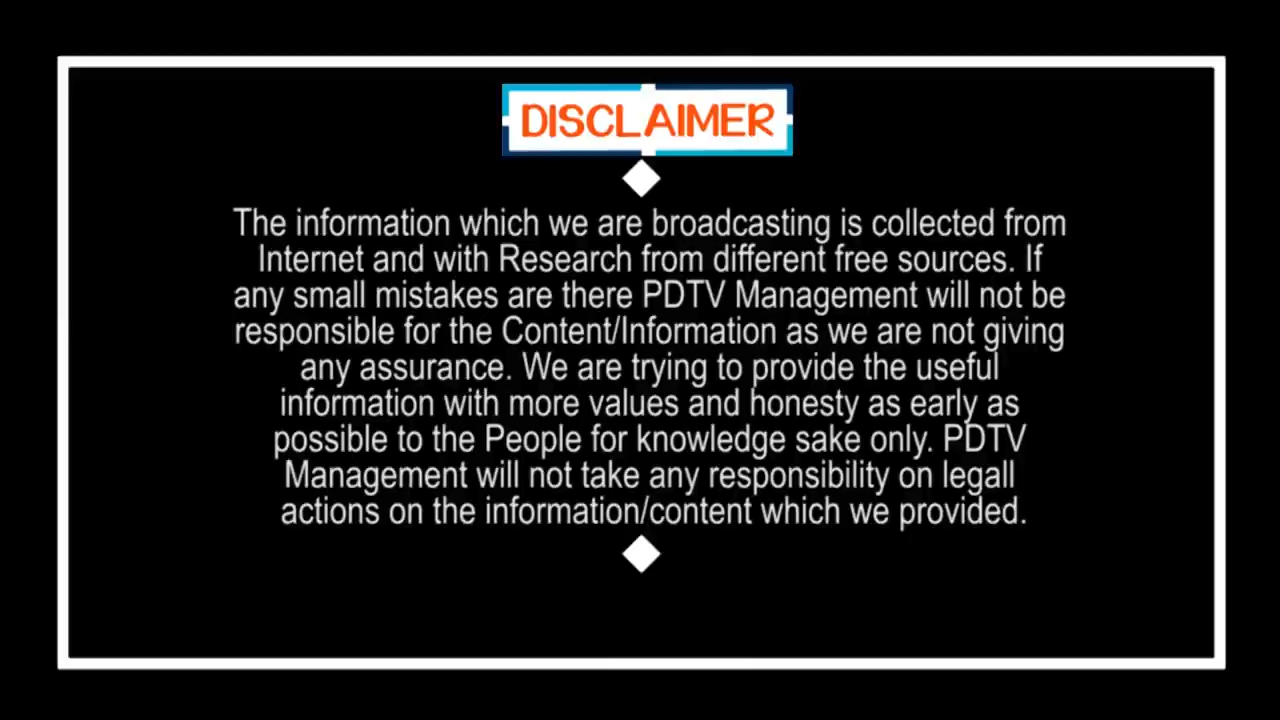 DISCLAIMER
The information which we are broadcasting is collected from
Internet and with Research from different free sources. If
any small mistakes are there PDTV Management will not be
responsible for the Content/Information as we are not giving
any assurance. We are trying to provide the useful
information with more values and honesty as early as
possible to the People for knowledge sake only. PDTV
Management will not take any responsibility on legall
actions on the information/content which we provided.